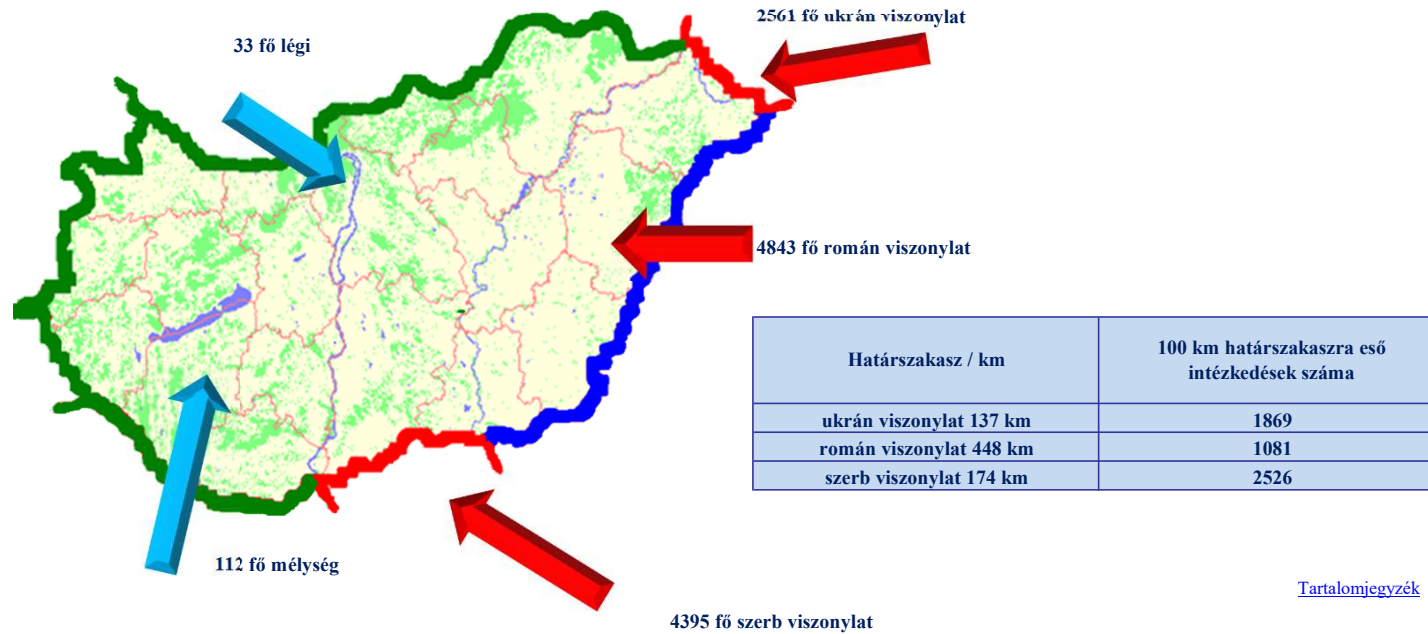 2561 fő ukrán viszonylat
33 fő légi
4843 fő román viszonylat
Határszakasz / km
100 km határszakaszra eső
intézkedések száma
ukrán viszonylat 137 km
1869
román viszonylat 448 km
1081
szerb viszonylat 174 km
2526
112 fő mélység
Tartalomjegyzék
4395 fő szerb viszonylat